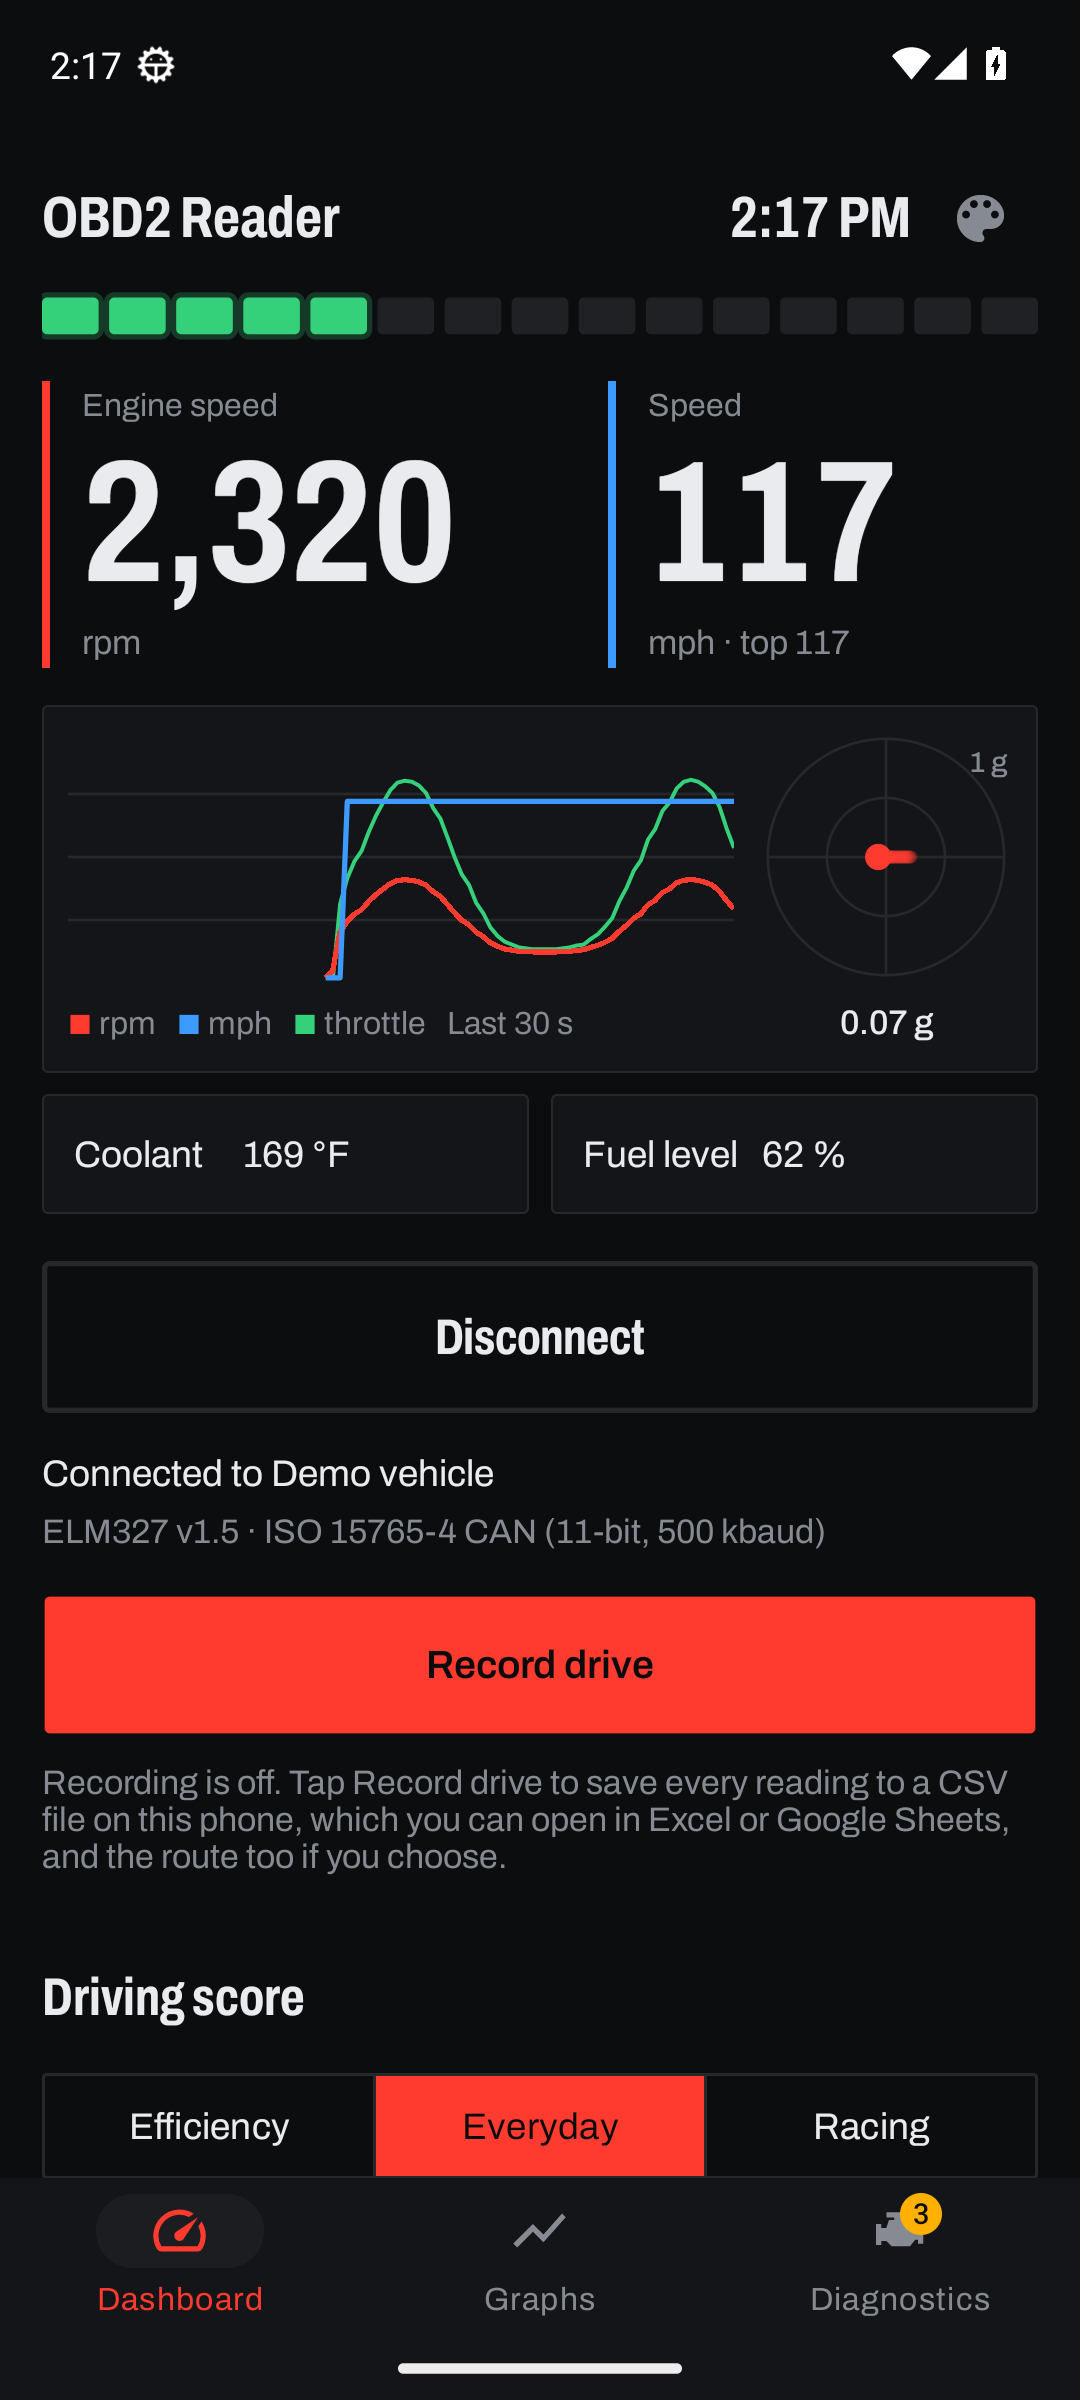 2:17
OBD2 Reader
2:17 PM
Engine speed
2,320
rpm
Speed
117
mph · top 117
1 g
rpm mph throttle Last 30 s
0.07 g
Coolant 169 °F
Fuel level 62 %
Disconnect
Connected to Demo vehicle
ELM327 v1.5 · ISO 15765-4 CAN (11-bit, 500 kbaud)
Record drive
Recording is off. Tap Record drive to save every reading to a CSV
file on this phone, which you can open in Excel or Google Sheets,
and the route too if you choose.
Driving score
Efficiency
Everyday
Racing
3
Dashboard
Graphs
Diagnostics